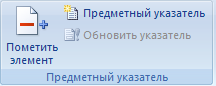 Пометить
элемент
Предметный указатель
Обновить указатель
Предметный указатель